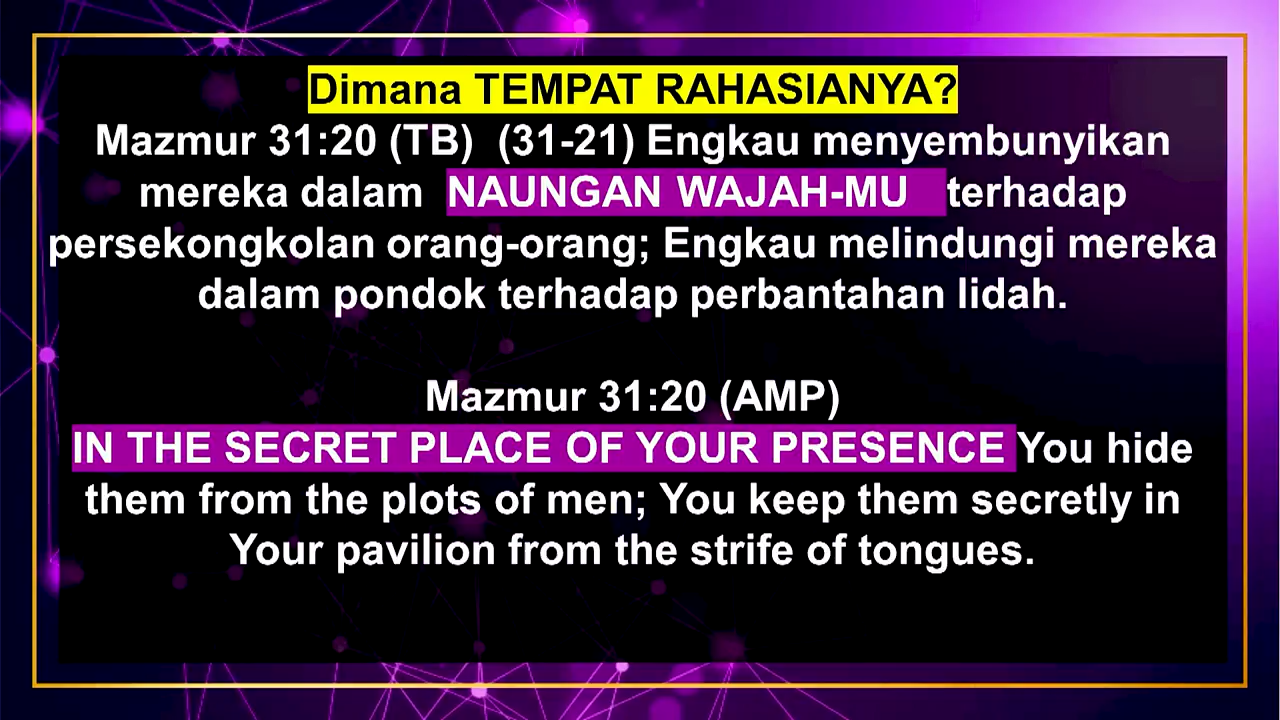 Dimana TEMPAT RAHASIANYA?
Mazmur 31:20 (TB)  (31-21) Engkau menyembunyikan
mereka dalam  NAUNGAN WAJAH-MU   terhadap
persekongkolan orang-orang; Engkau melindungi mereka
dalam pondok terhadap perbantahan lidah.
Mazmur 31:20 (AMP)
IN THE SECRET PLACE OF YOUR PRESENCE You hide
them from the plots of men; You keep them secretly in
Your pavilion from the strife of tongues.